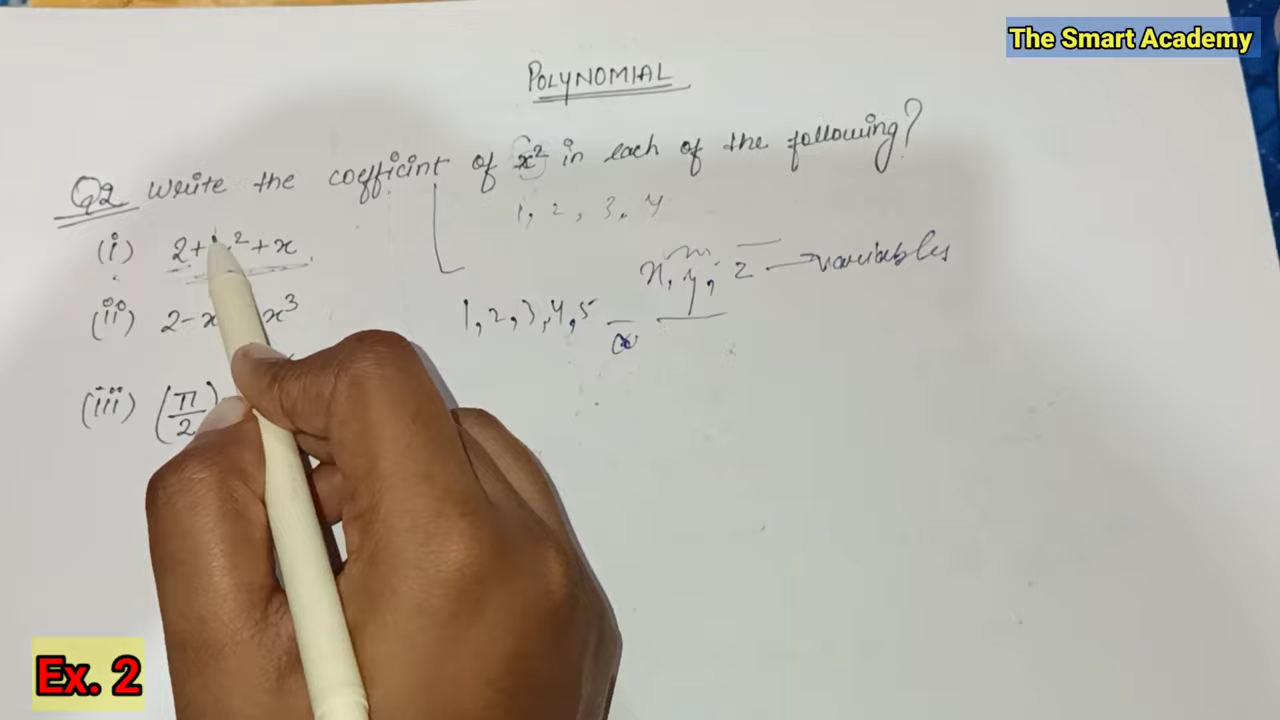 The Smart Academy
POLYNOMIAL
Q2 Write the coefficint of x² in each of the following?
1, 2, 3, 4
(i) 2+ ² + x
x, y, z → variables
(ii) 2 - x x³
1, 2, 3, 4, 5 ∞
(iii) (π/2)
Ex. 2